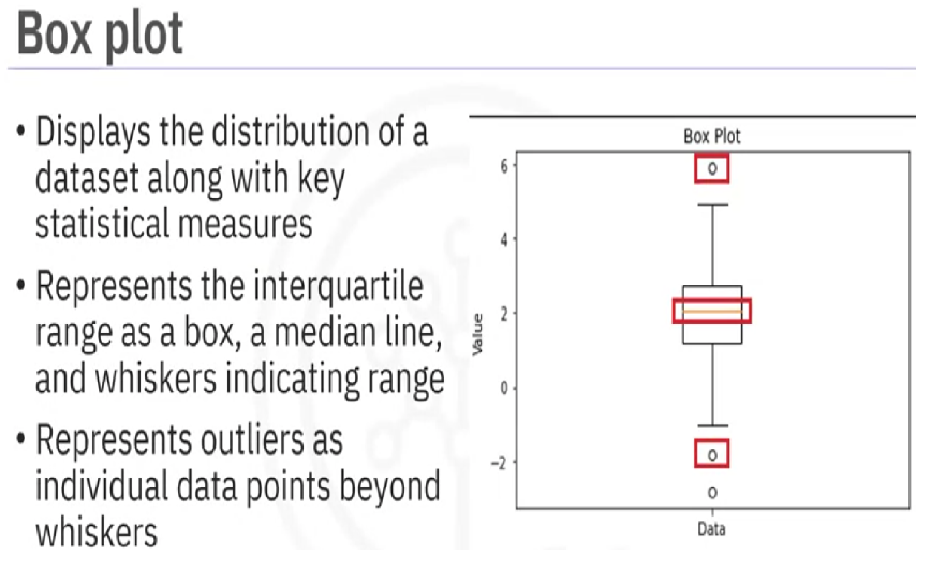 Box plot
• Displays the distribution of a
dataset along with key
statistical measures
• Represents the interquartile
range as a box, a median line,
and whiskers indicating range
• Represents outliers as
individual data points beyond
whiskers
Box Plot
6
4
2
0
−2
Value
Data